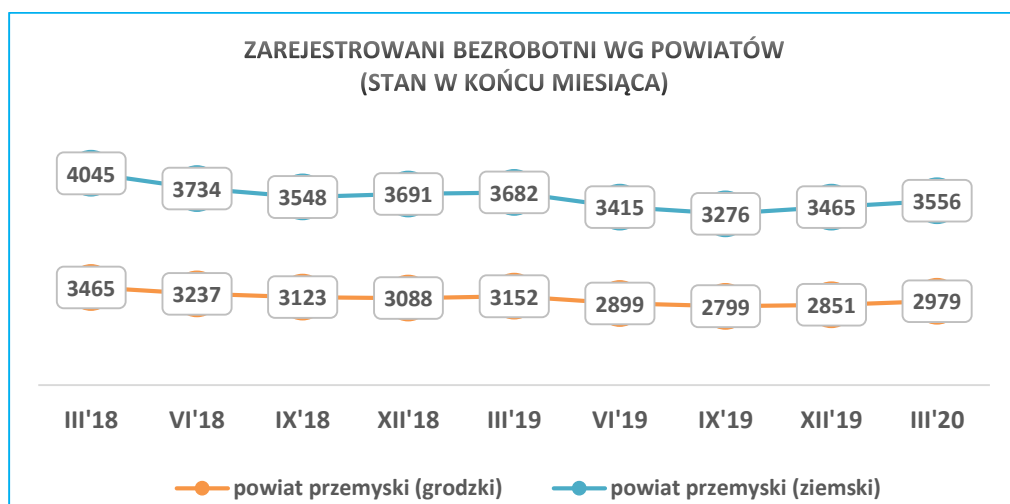 ZAREJESTROWANI BEZROBOTNI WG POWIATÓW
(STAN W KOŃCU MIESIĄCA)
4045 3734 3548 3691 3682 3415 3276 3465 3556
3465 3237 3123 3088 3152 2899 2799 2851 2979
III'18 VI'18 IX'18 XII'18 III'19 VI'19 IX'19 XII'19 III'20
powiat przemyski (grodzki) powiat przemyski (ziemski)